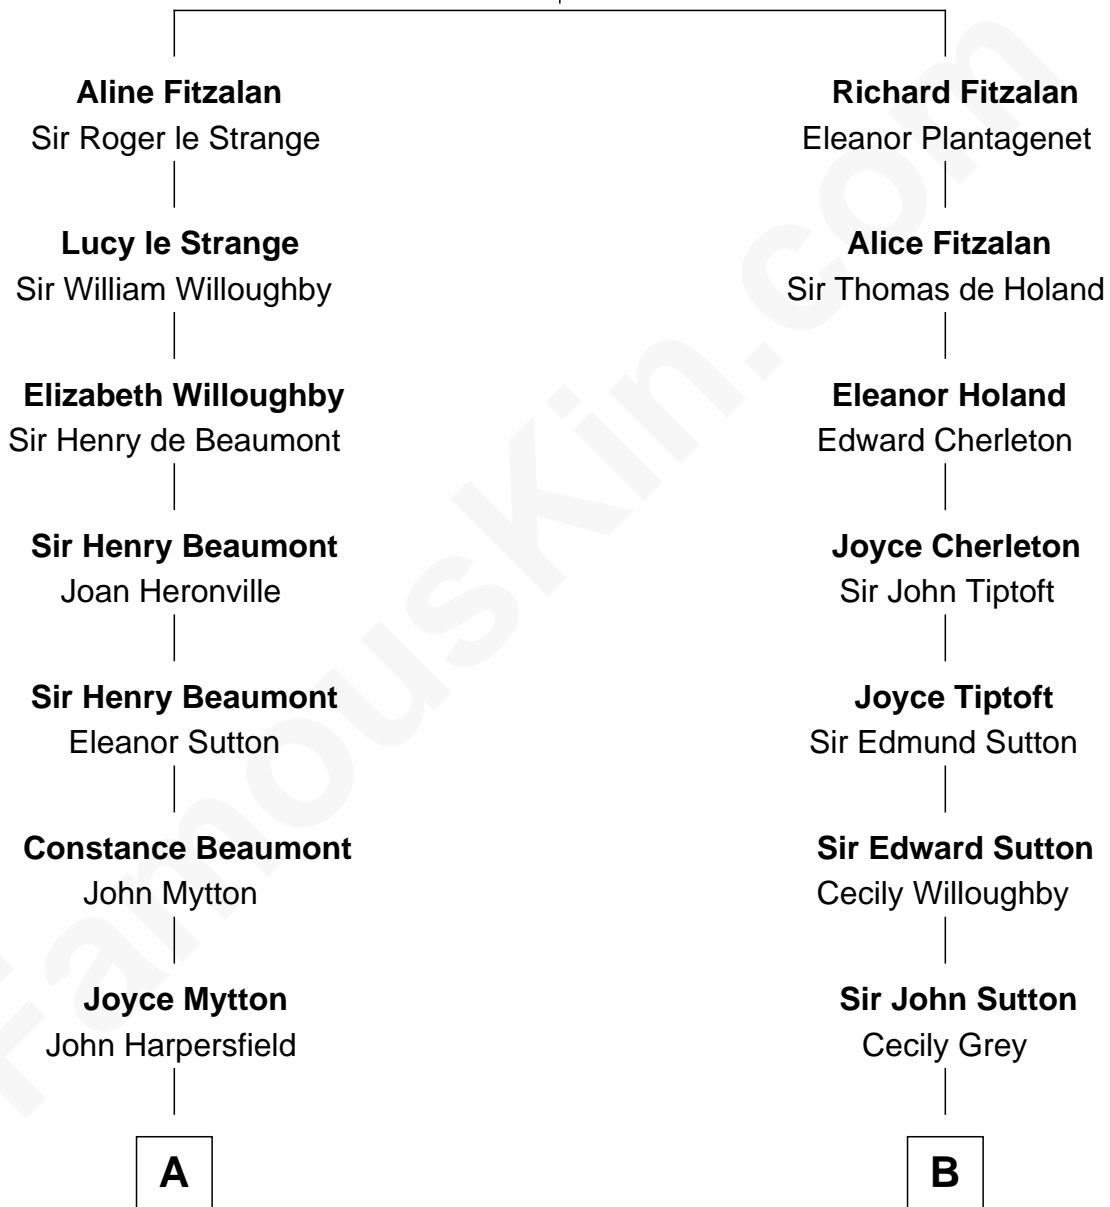 Aline Fitzalan
Sir Roger le Strange
Lucy le Strange
Sir William Willoughby
Elizabeth Willoughby
Sir Henry de Beaumont
Sir Henry Beaumont
Joan Heronville
Sir Henry Beaumont
Eleanor Sutton
Constance Beaumont
John Mytton
Joyce Mytton
John Harpersfield
A
Richard Fitzalan
Eleanor Plantagenet
Alice Fitzalan
Sir Thomas de Holand
Eleanor Holand
Edward Cherleton
Joyce Cherleton
Sir John Tiptoft
Joyce Tiptoft
Sir Edmund Sutton
Sir Edward Sutton
Cecily Willoughby
Sir John Sutton
Cecily Grey
B
FamousKin.com